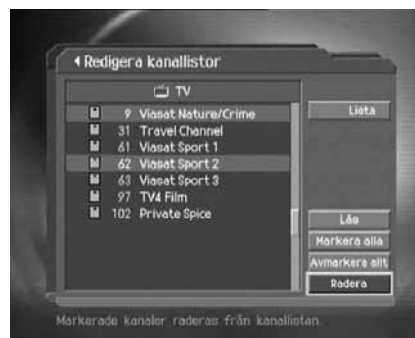 Redigera kanallistor
TV
9 Viasat Nature/Crime
31 Travel Channel
61 Viasat Sport 1
62 Viasat Sport 2
63 Viasat Sport 3
97 TV4 Film
102 Private Spice
Lista
Lås
Markera alla
Avmarkera allt
Radera
Markerade kanaler raderas från kanallistan